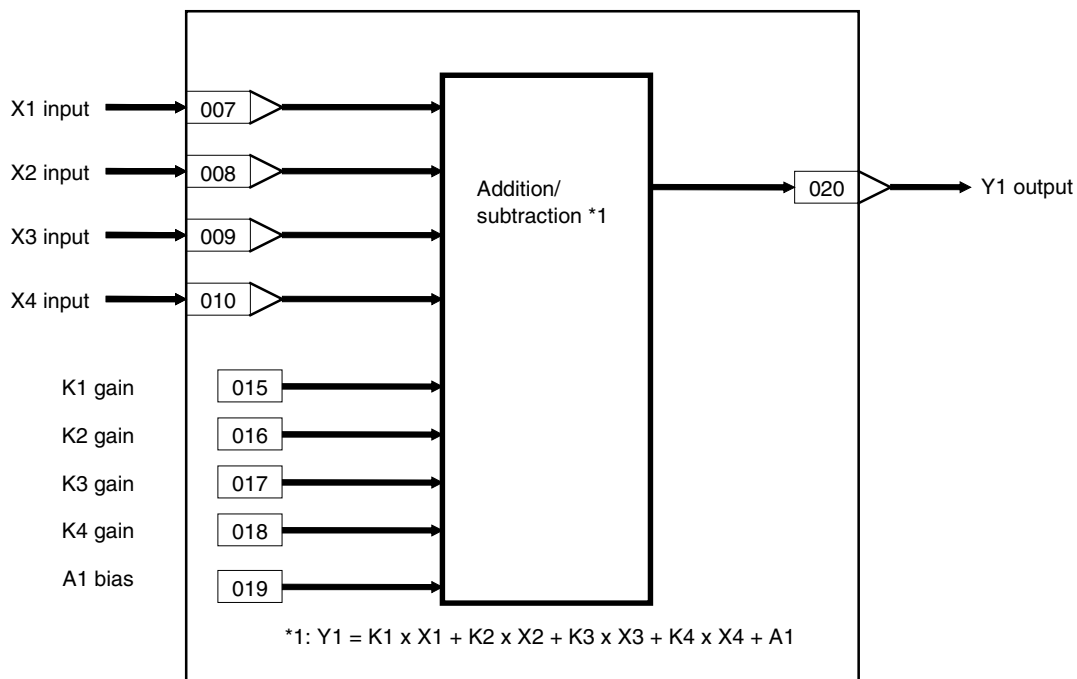 X1 input
007
X2 input
008
Addition/
subtraction *1
020
Y1 output
X3 input
009
X4 input
010
K1 gain
015
K2 gain
016
K3 gain
017
K4 gain
018
A1 bias
019
*1: Y1 = K1 x X1 + K2 x X2 + K3 x X3 + K4 x X4 + A1